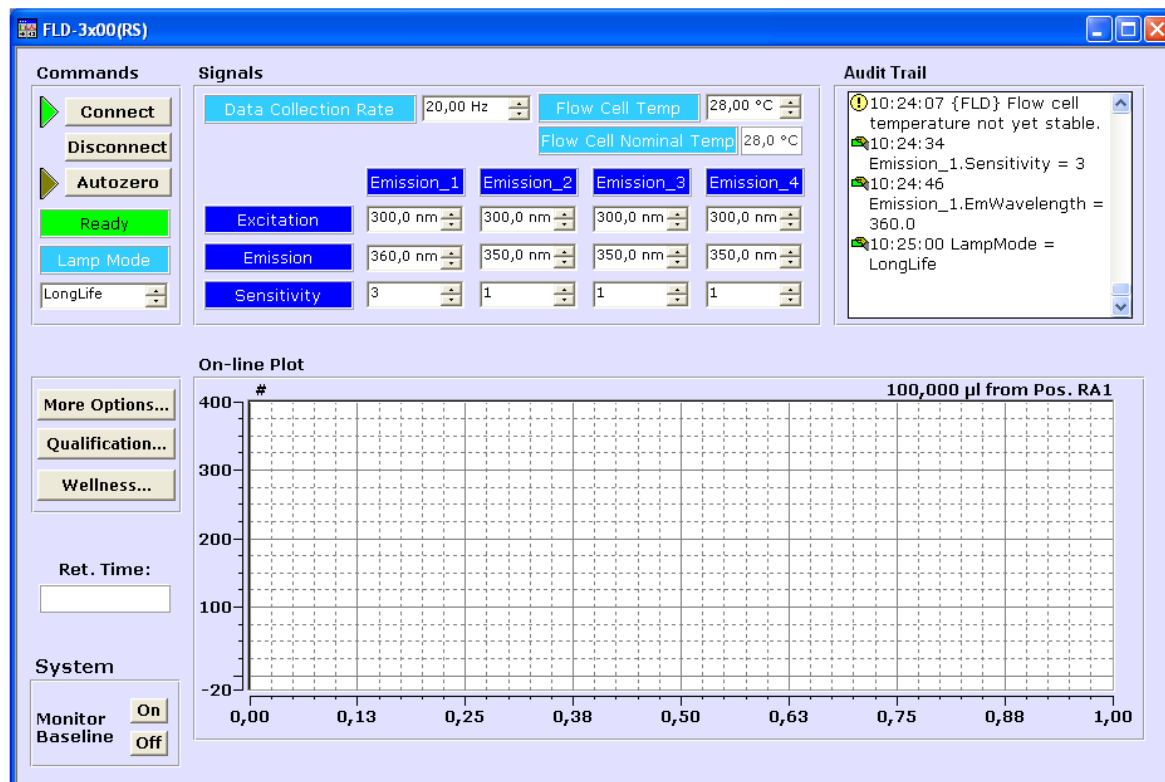 FLD-3x00(RS)
Commands
Connect
Disconnect
Autozero
Ready
Lamp Mode
LongLife
Signals
Data Collection Rate 20,00 Hz Flow Cell Temp 28,00 °C
Flow Cell Nominal Temp 28,0 °C
Emission_1 Emission_2 Emission_3 Emission_4
Excitation 300,0 nm 300,0 nm 300,0 nm 300,0 nm
Emission 360,0 nm 350,0 nm 350,0 nm 350,0 nm
Sensitivity 3 1 1 1
Audit Trail
10:24:07 {FLD} Flow cell
temperature not yet stable.
10:24:34
Emission_1.Sensitivity = 3
10:24:46
Emission_1.EmWavelength =
360.0
10:25:00 LampMode =
LongLife
More Options...
Qualification...
Wellness...
Ret. Time:
System
Monitor
Baseline
On
Off
On-line Plot
# 100,000 µl from Pos. RA1
400
300
200
100
-20
0,00 0,13 0,25 0,38 0,50 0,63 0,75 0,88 1,00